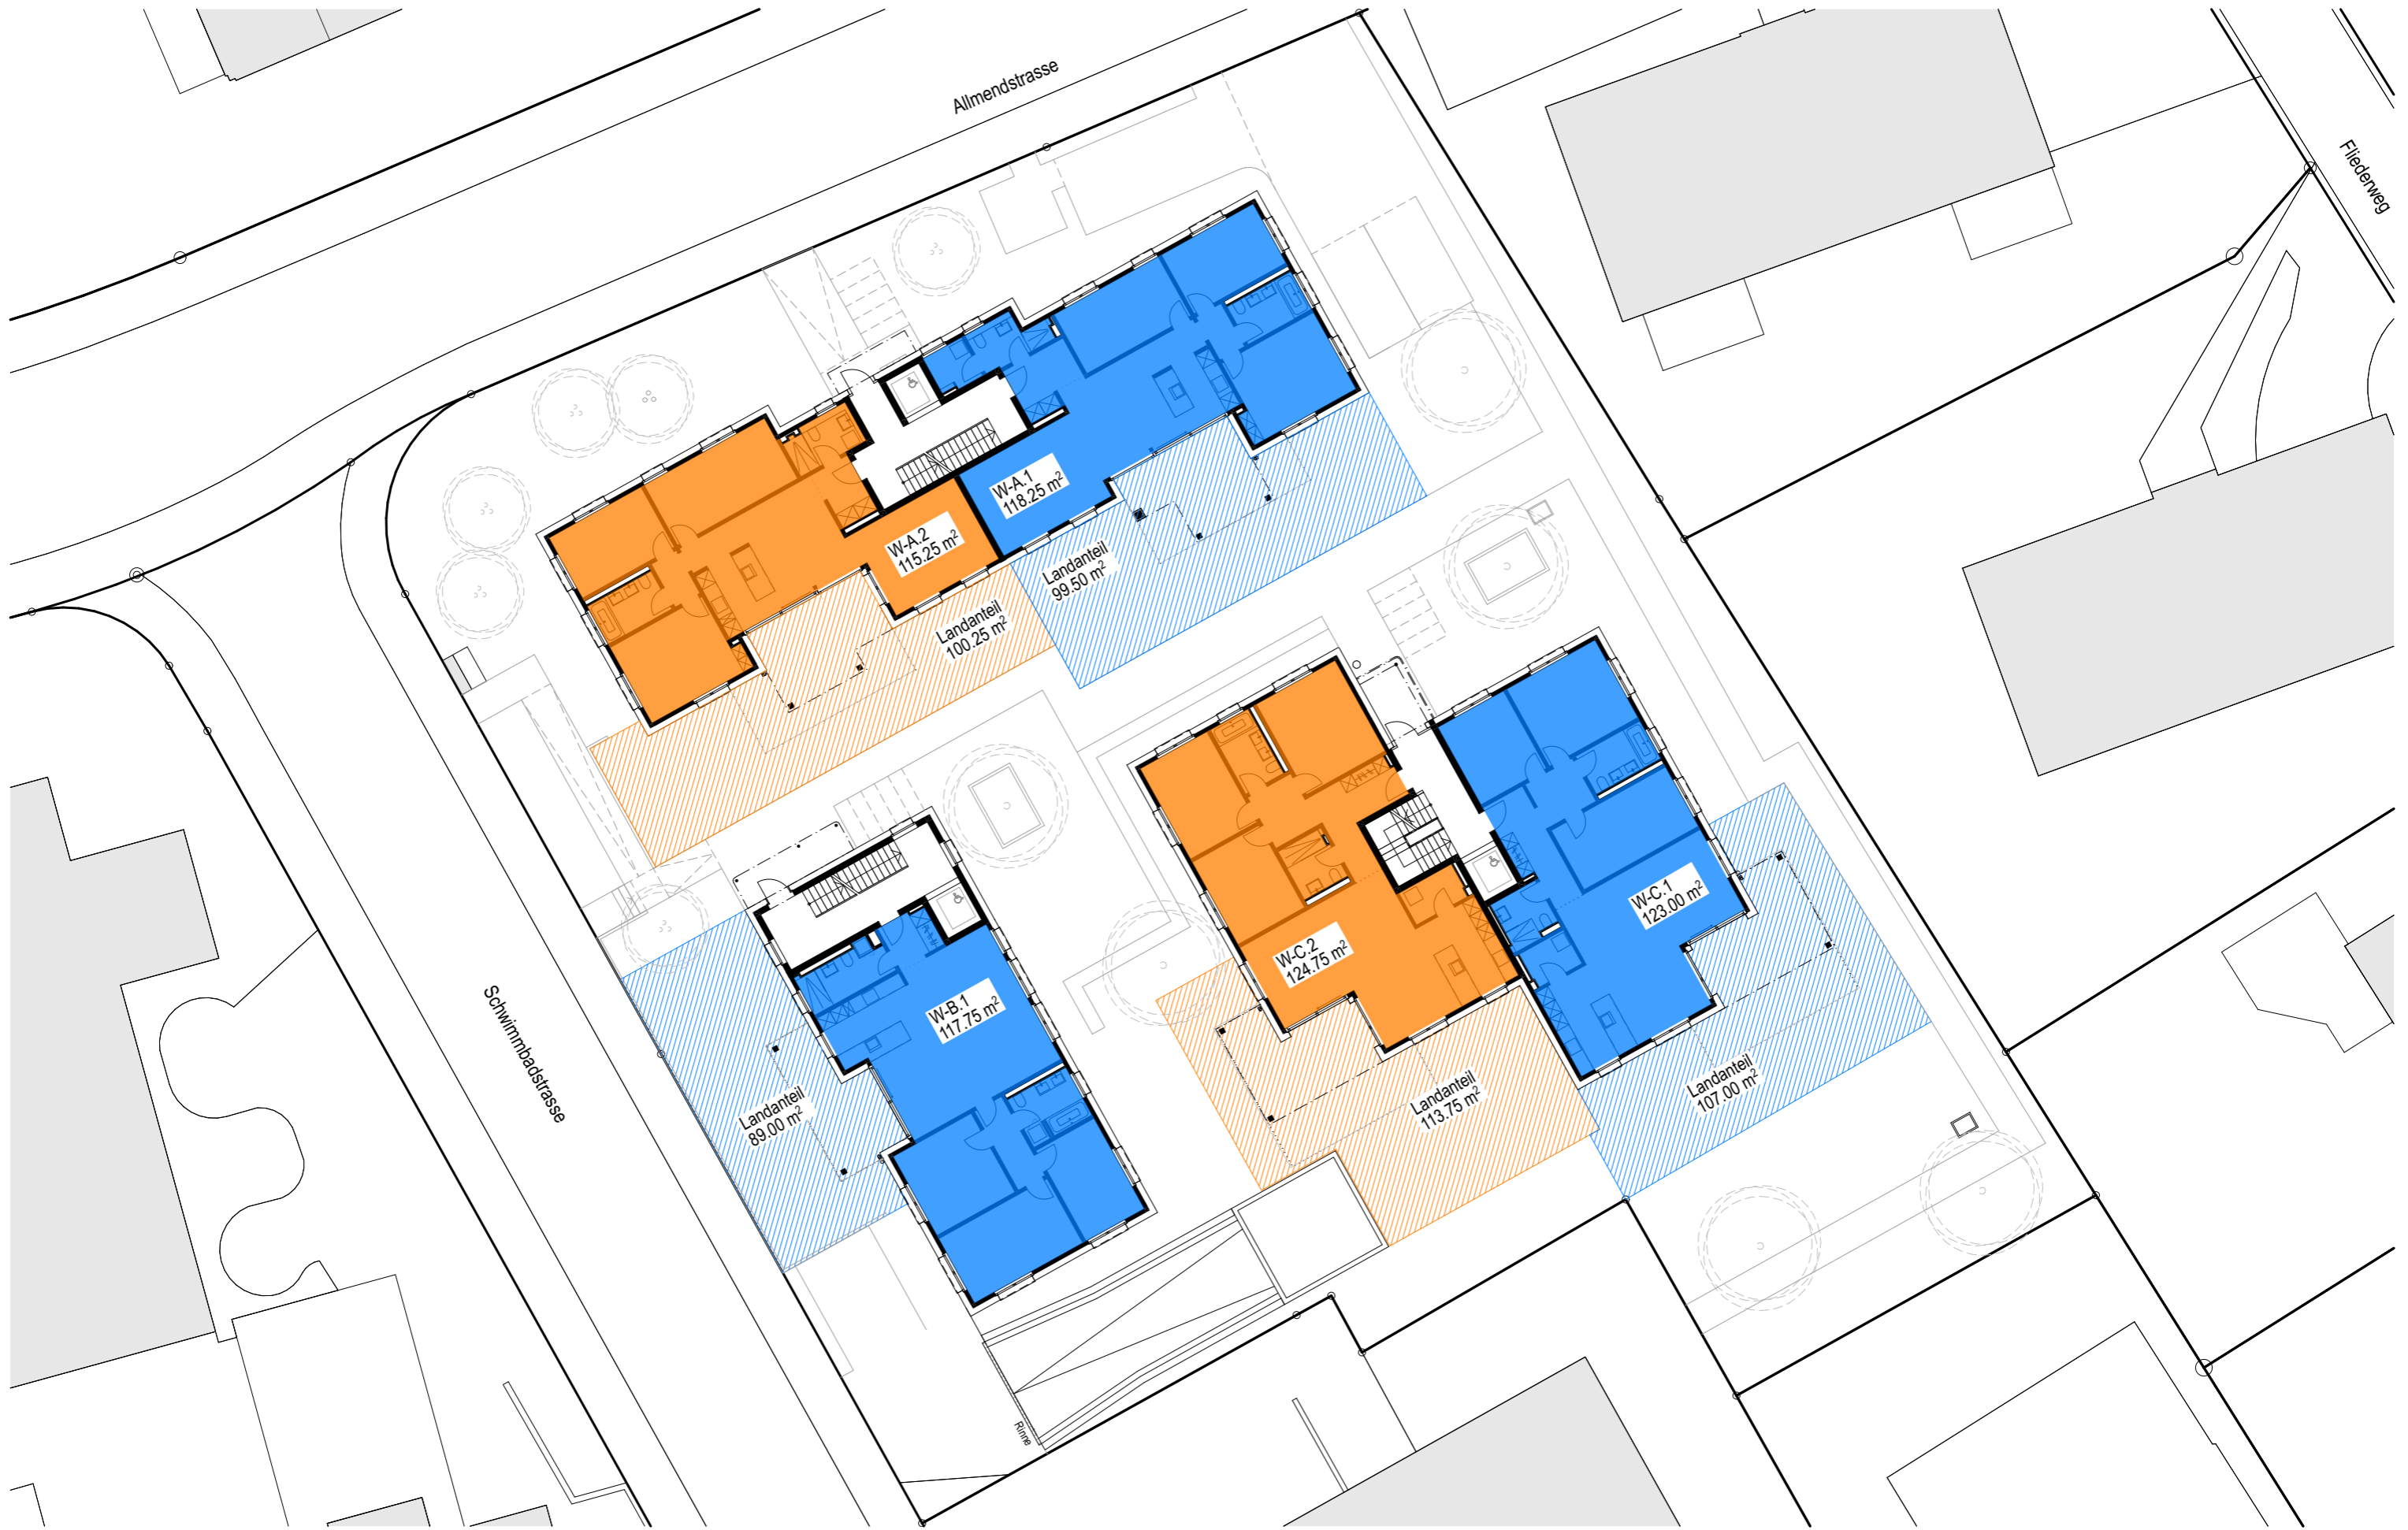 Allmendstrasse
Fliederweg
W-A.1
118.25 m²
W-A.2
115.25 m²
Landanteil
99.50 m²
Landanteil
100.25 m²
W-C.1
123.00 m²
W-C.2
124.75 m²
W-B.1
117.75 m²
Schwimmbadstrasse
Landanteil
89.00 m²
Landanteil
113.75 m²
Landanteil
107.00 m²
Rinne